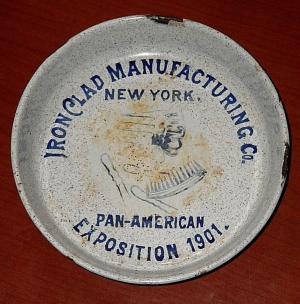 IRONCLAD MANUFACTURING Co.
NEW YORK.
PAN-AMERICAN
EXPOSITION 1901.